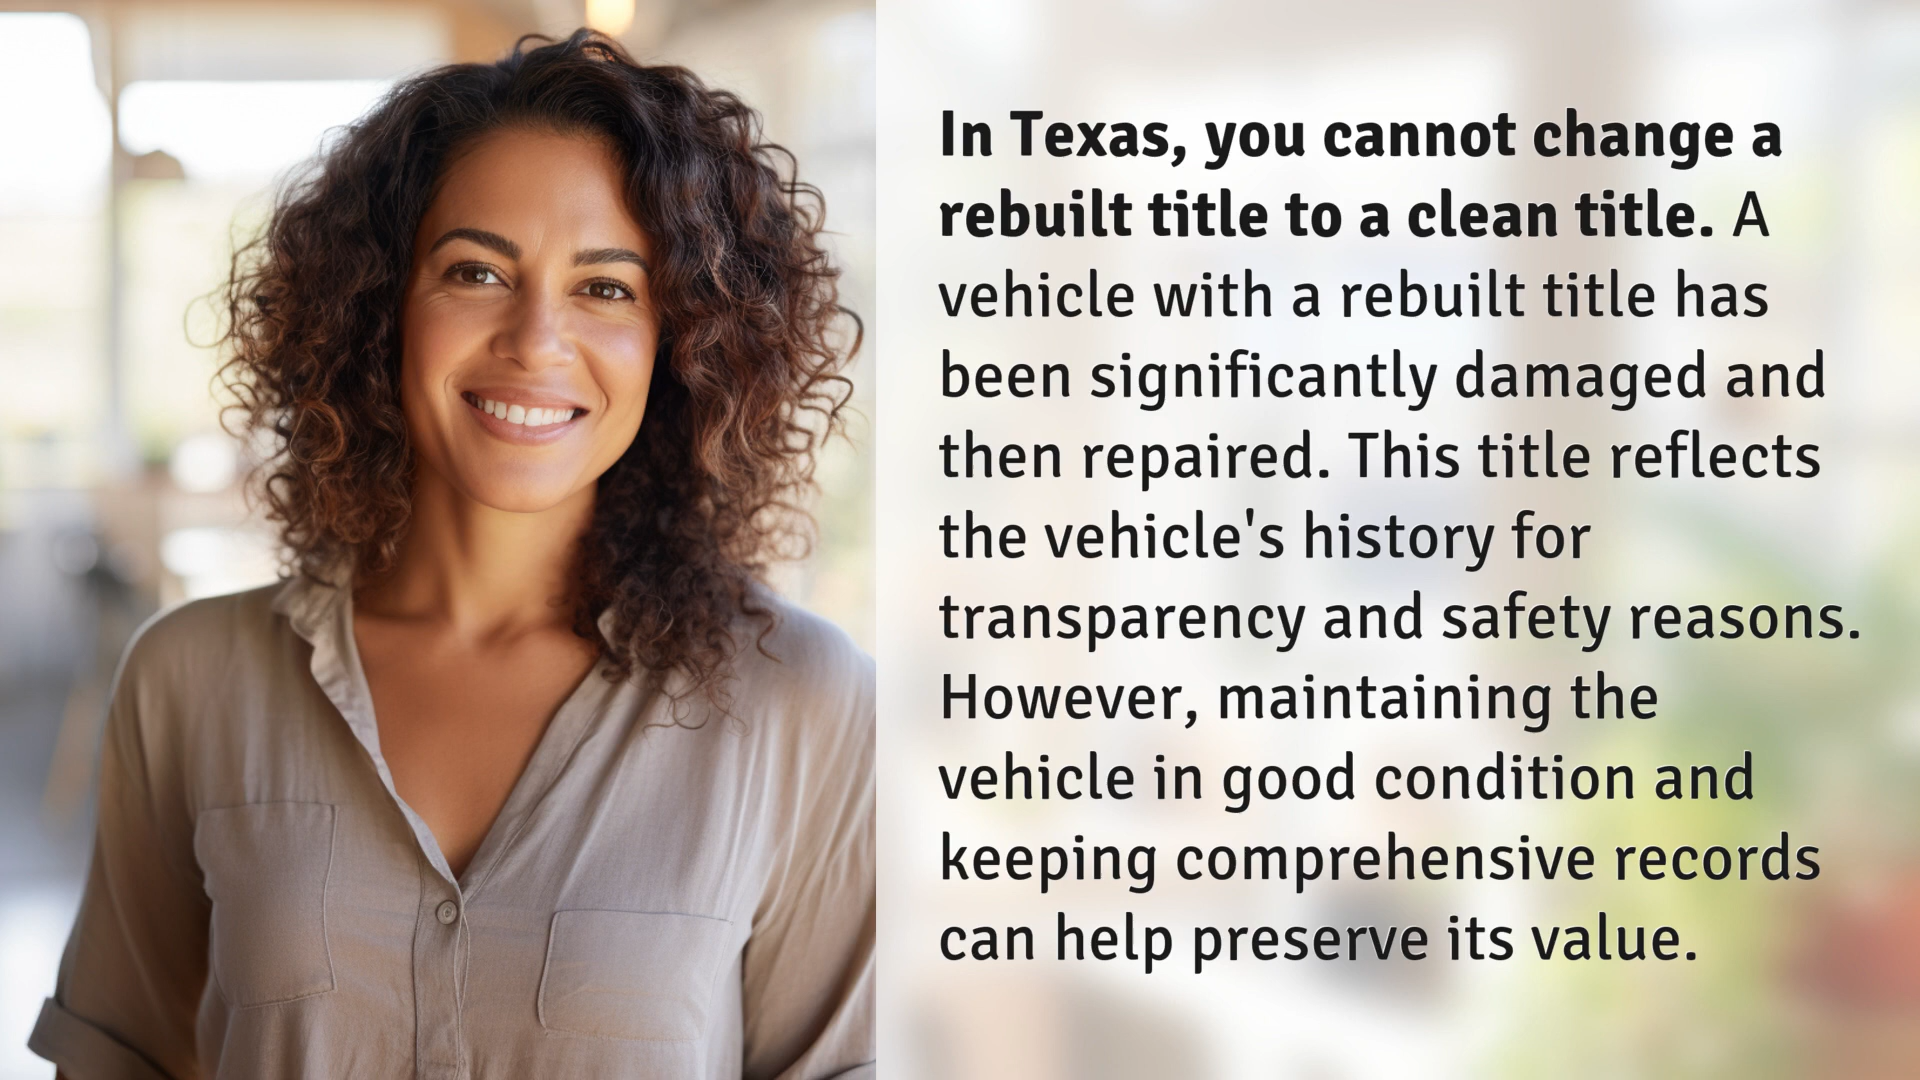 In Texas, you cannot change a
rebuilt title to a clean title. A
vehicle with a rebuilt title has
been significantly damaged and
then repaired. This title reflects
the vehicle's history for
transparency and safety reasons.
However, maintaining the
vehicle in good condition and
keeping comprehensive records
can help preserve its value.